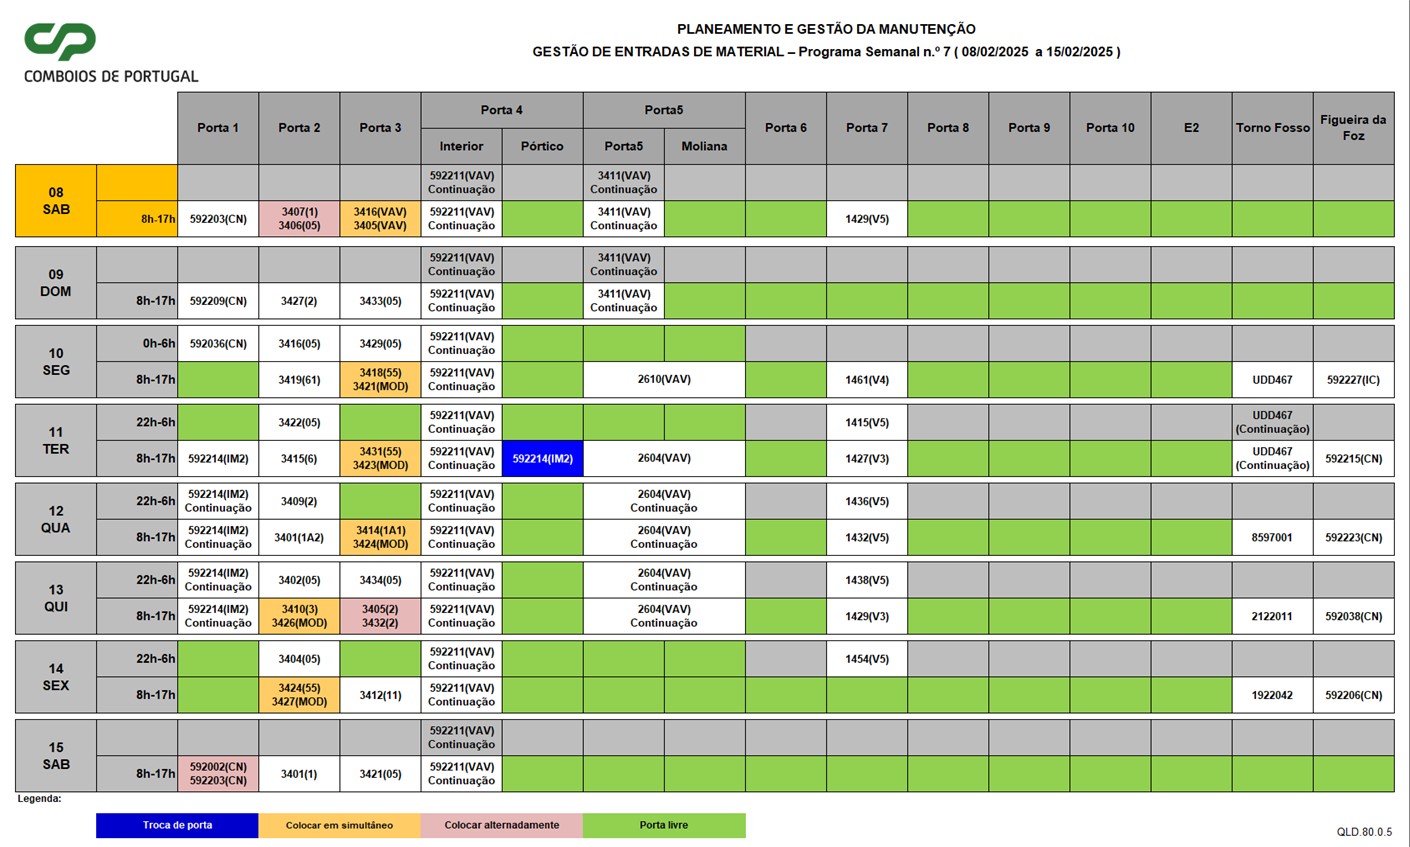 CP
COMBOIOS DE PORTUGAL
PLANEAMENTO E GESTÃO DA MANUTENÇÃO
GESTÃO DE ENTRADAS DE MATERIAL – Programa Semanal n.º 7 ( 08/02/2025 a 15/02/2025 )
Porta 1 Porta 2 Porta 3 Porta 4 Porta5 Porta 6 Porta 7 Porta 8 Porta 9 Porta 10 E2 Torno Fosso Figueira da
Foz
Interior Pórtico Porta5 Moliana
08
SAB
592211(VAV) 3411(VAV)
Continuação Continuação
8h-17h 592203(CN) 3407(1) 3416(VAV) 592211(VAV) 3411(VAV) 1429(V5)
3406(05) 3405(VAV) Continuação Continuação
09
DOM
592211(VAV) 3411(VAV)
Continuação Continuação
8h-17h 592209(CN) 3427(2) 3433(05) 592211(VAV) 3411(VAV)
Continuação Continuação
10
SEG
0h-6h 592036(CN) 3416(05) 3429(05) 592211(VAV)
Continuação
8h-17h 3419(61) 3418(55) 592211(VAV) 2610(VAV) 1461(V4) UDD467 592227(IC)
3421(MOD) Continuação
11
TER
22h-6h 3422(05) 592211(VAV) 1415(V5) UDD467
Continuação (Continuação)
8h-17h 592214(IM2) 3415(6) 3431(55) 592211(VAV) 592214(IM2) 2604(VAV) 1427(V3) UDD467 592215(CN)
3423(MOD) Continuação (Continuação)
12
QUA
22h-6h 592214(IM2) 3409(2) 592211(VAV) 2604(VAV) 1436(V5)
Continuação Continuação Continuação
8h-17h 592214(IM2) 3401(1A2) 3414(1A1) 592211(VAV) 2604(VAV) 1432(V5) 8597001 592223(CN)
Continuação 3424(MOD) Continuação Continuação
13
QUI
22h-6h 592214(IM2) 3402(05) 3434(05) 592211(VAV) 2604(VAV) 1438(V5)
Continuação Continuação Continuação
8h-17h 592214(IM2) 3410(3) 3405(2) 592211(VAV) 2604(VAV) 1429(V3) 2122011 592038(CN)
Continuação 3426(MOD) 3432(2) Continuação Continuação
14
SEX
22h-6h 3404(05) 592211(VAV) 1454(V5)
Continuação
8h-17h 3424(55) 3412(11) 592211(VAV) 1922042 592206(CN)
3427(MOD) Continuação
15
SAB
592211(VAV)
Continuação
8h-17h 592002(CN) 3401(1) 3421(05) 592211(VAV)
592203(CN) Continuação
Legenda:
Troca de porta Colocar em simultáneo Colocar alternadamente Porta livre
QLD.80.0.5